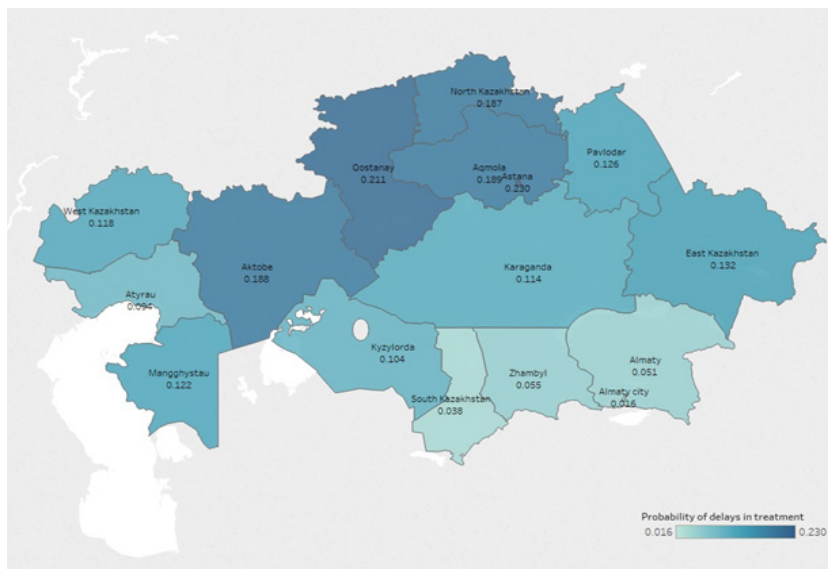 North Kazakhstan
0.187
Qostanay
0.211
Aqmola
0.189
Astana
0.230
Pavlodar
0.126
West Kazakhstan
0.118
Aktobe
0.188
Karaganda
0.114
East Kazakhstan
0.132
Atyrau
0.094
Mangghystau
0.122
Kyzylorda
0.104
South Kazakhstan
0.038
Zhambyl
0.055
Almaty
0.051
Almaty city
0.016
Probability of delays in treatment
0.016 0.230